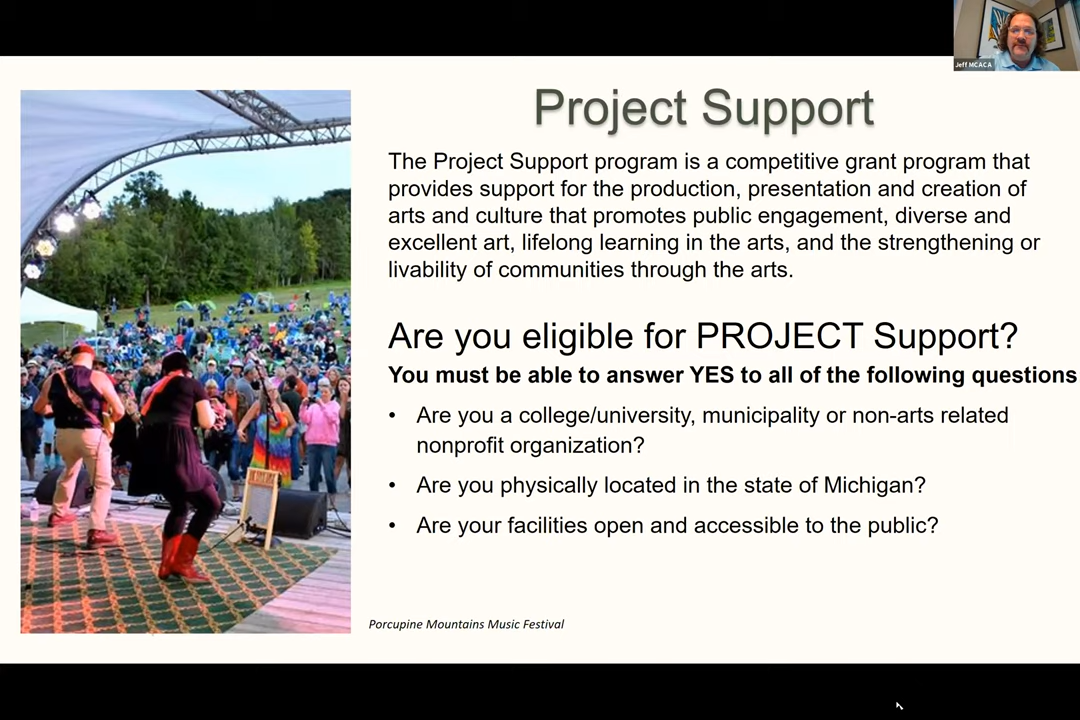 Jeff MCACA
Project Support
The Project Support program is a competitive grant program that
provides support for the production, presentation and creation of
arts and culture that promotes public engagement, diverse and
excellent art, lifelong learning in the arts, and the strengthening or
livability of communities through the arts.
Are you eligible for PROJECT Support?
You must be able to answer YES to all of the following questions
• Are you a college/university, municipality or non-arts related
nonprofit organization?
• Are you physically located in the state of Michigan?
• Are your facilities open and accessible to the public?
Porcupine Mountains Music Festival